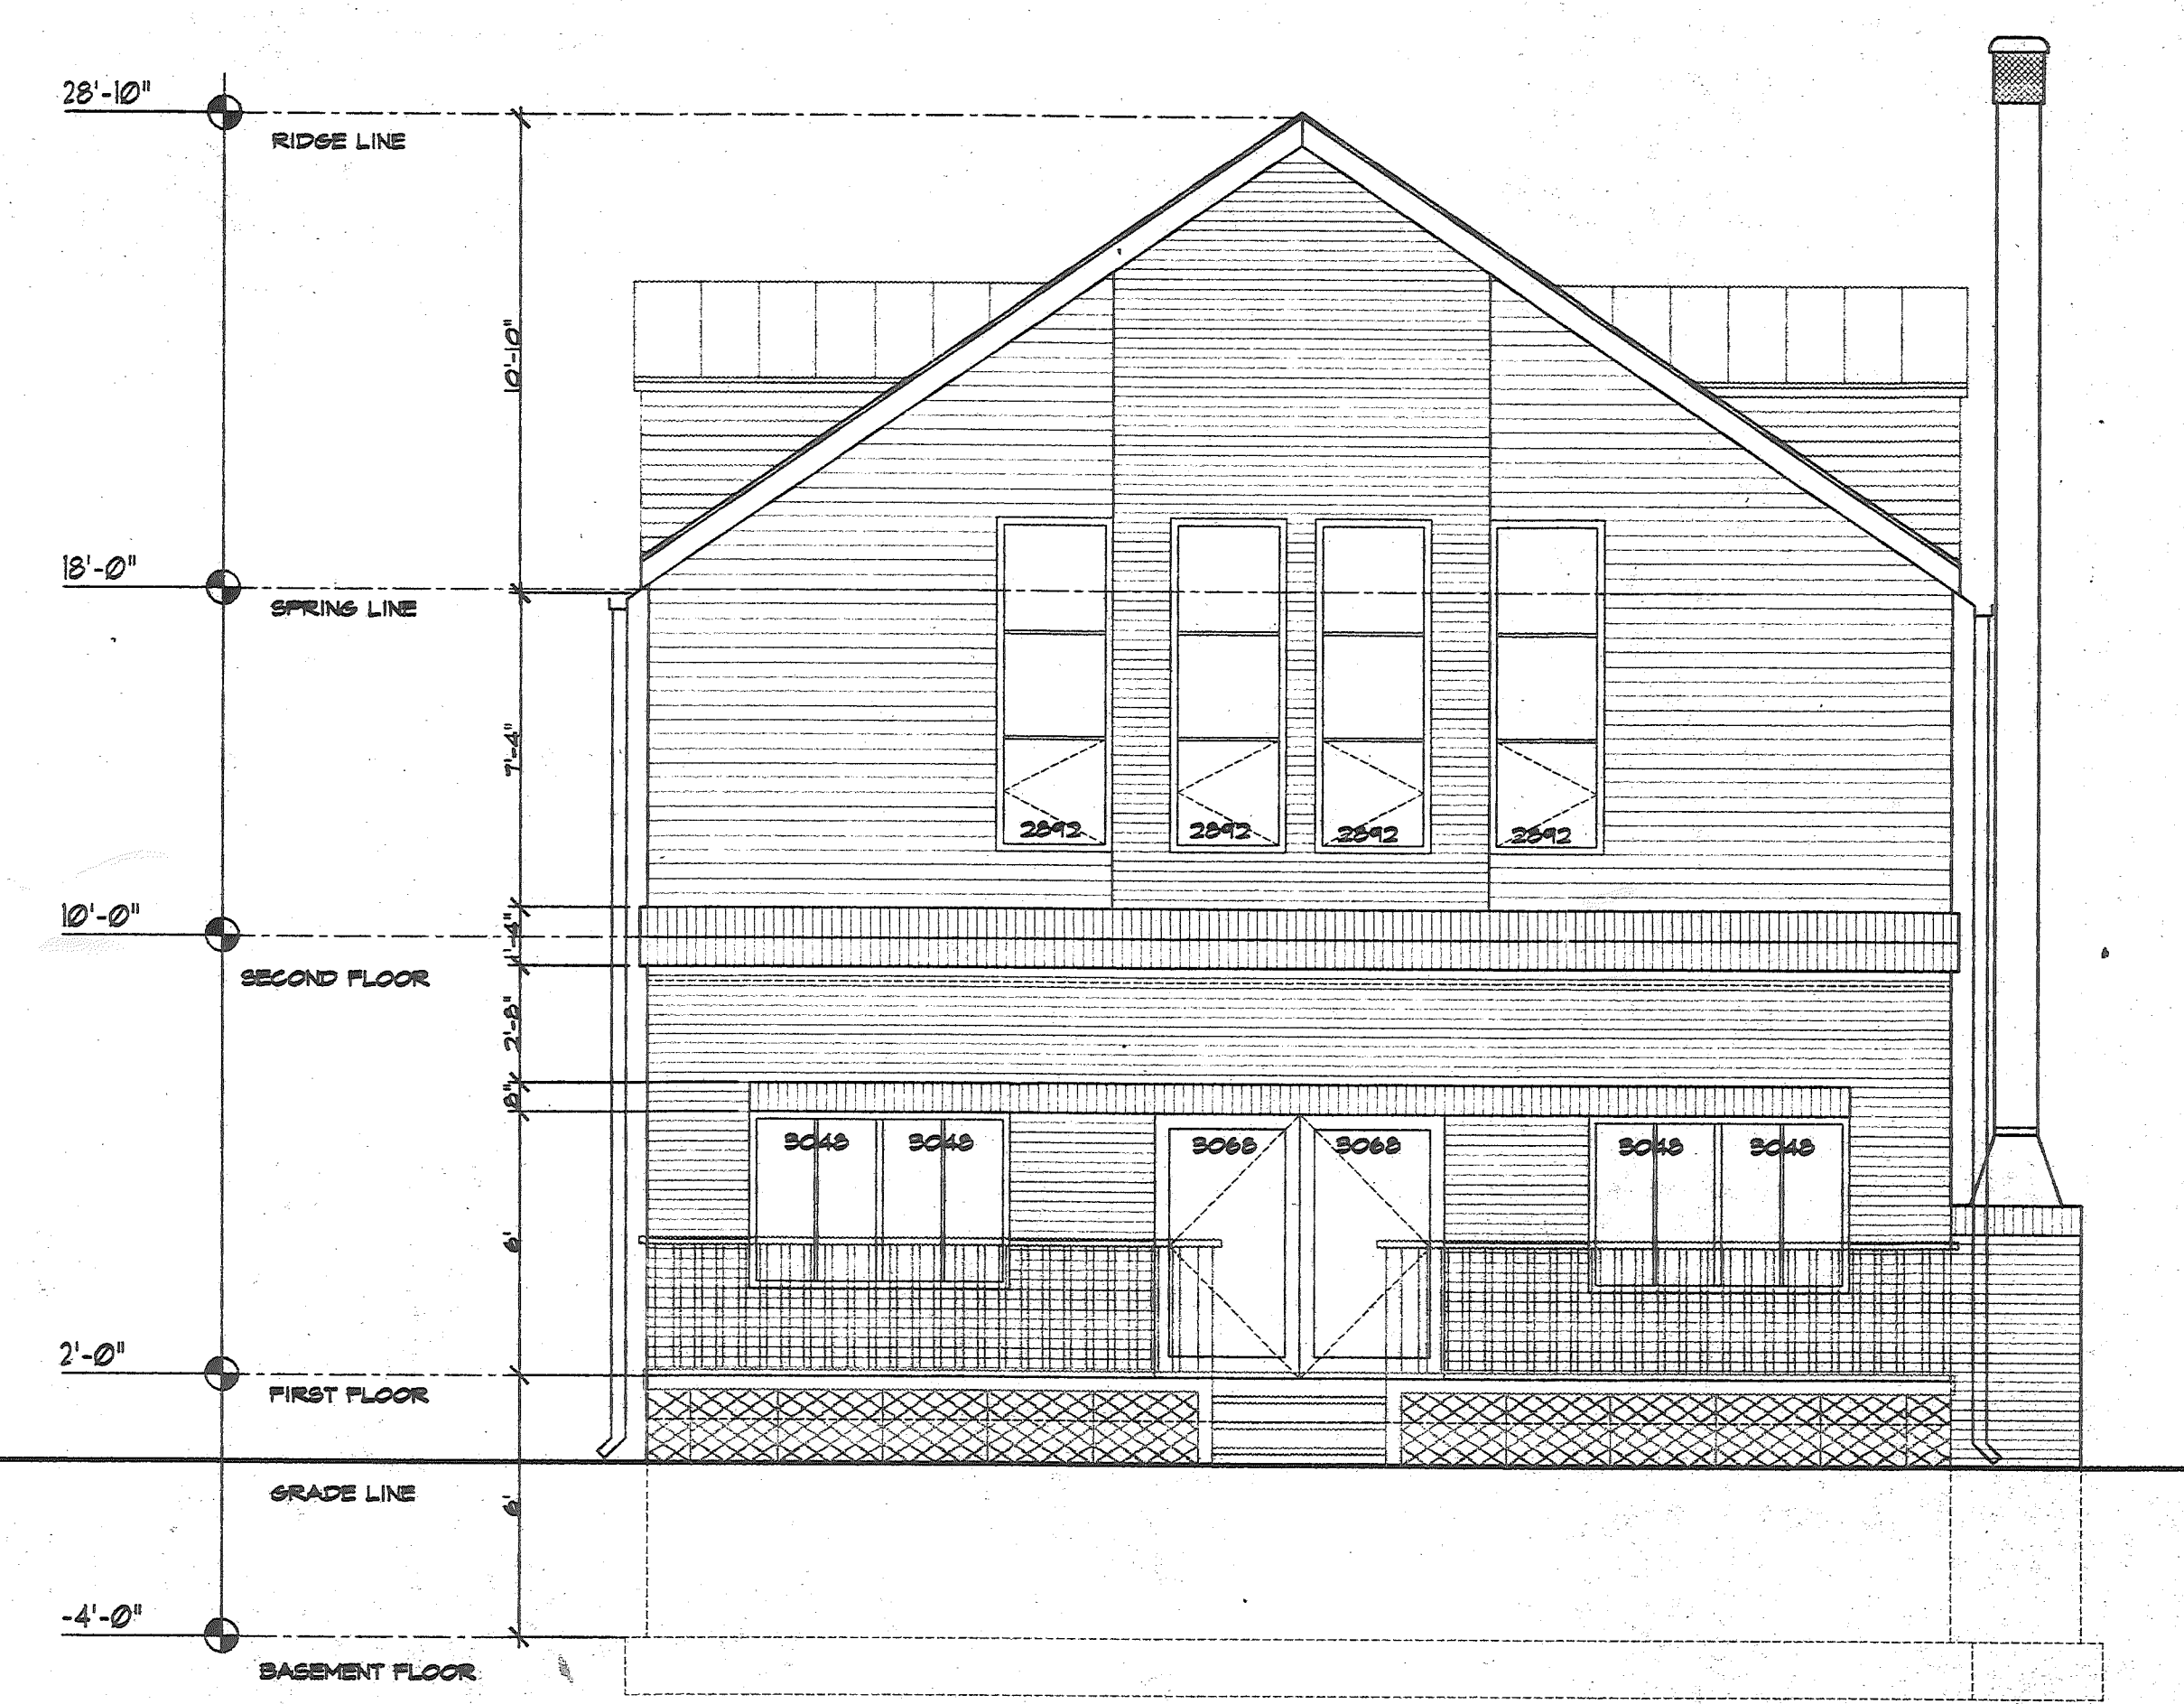 28'-10"
RIDGE LINE
10'-10"
18'-0"
SPRING LINE
7'-4"
2892 2892 2892 2892
10'-0"
1'-4"
SECOND FLOOR
2'-8"
8"
3048 3048 3068 3068 3048 3048
6'
2'-0"
FIRST FLOOR
GRADE LINE
6'
-4'-0"
BASEMENT FLOOR